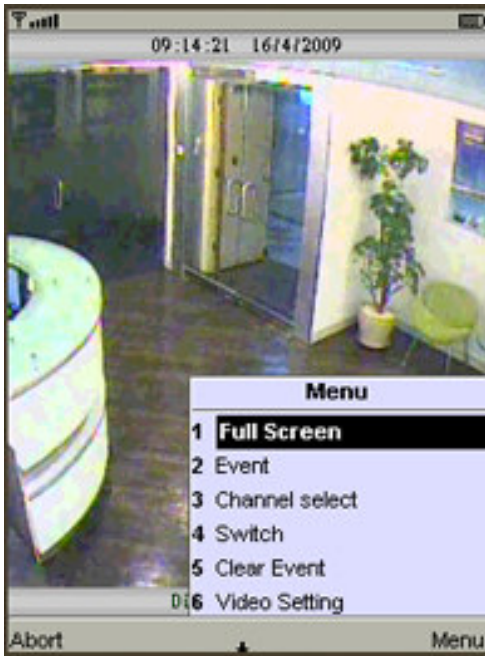 09:14:21 16/4/2009
Menu
1 Full Screen
2 Event
3 Channel select
4 Switch
5 Clear Event
6 Video Setting
Abort
Menu